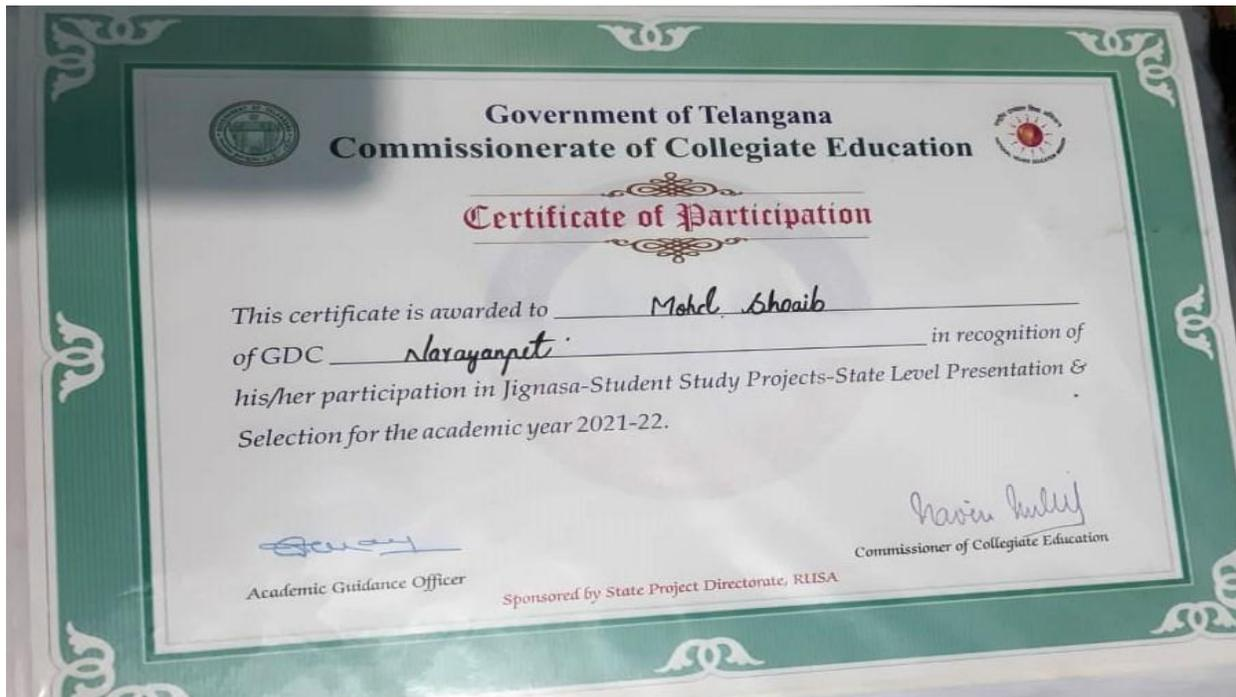 Government of Telangana
Commissionerate of Collegiate Education
Certificate of Participation
This certificate is awarded to Mohd Shoaib
of GDC Narayanpet in recognition of
his/her participation in Jignasa-Student Study Projects-State Level Presentation &
Selection for the academic year 2021-22.
Academic Guidance Officer
Commissioner of Collegiate Education
Sponsored by State Project Directorate, RUSA